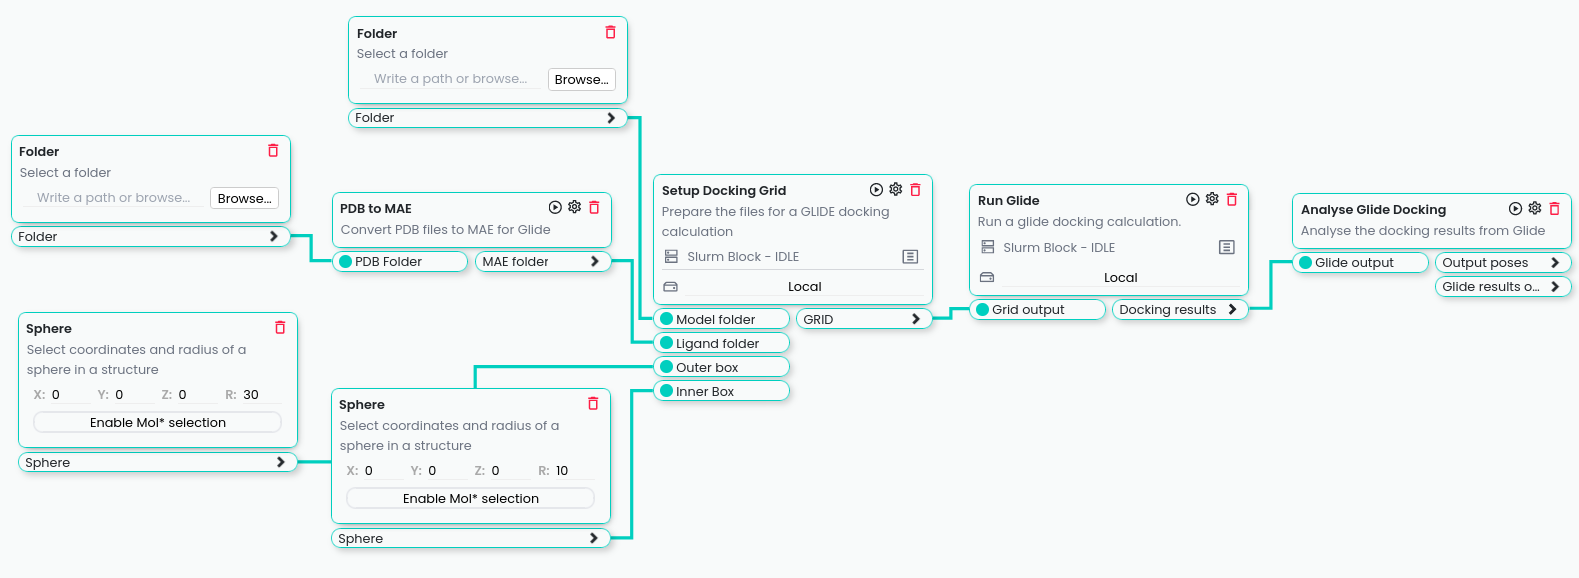 Folder
Select a folder
Write a path or browse...
Browse...
Folder
Folder
Select a folder
Write a path or browse...
Browse...
Folder
PDB to MAE
Convert PDB files to MAE for Glide
PDB Folder
MAE folder
Sphere
Select coordinates and radius of a
sphere in a structure
X: 0 Y: 0 Z: 0 R: 30
Enable Mol* selection
Sphere
Sphere
Select coordinates and radius of a
sphere in a structure
X: 0 Y: 0 Z: 0 R: 10
Enable Mol* selection
Sphere
Setup Docking Grid
Prepare the files for a GLIDE docking
calculation
Slurm Block - IDLE
Local
Model folder
GRID
Ligand folder
Outer box
Inner Box
Run Glide
Run a glide docking calculation.
Slurm Block - IDLE
Local
Grid output
Docking results
Analyse Glide Docking
Analyse the docking results from Glide
Glide output
Output poses
Glide results o...